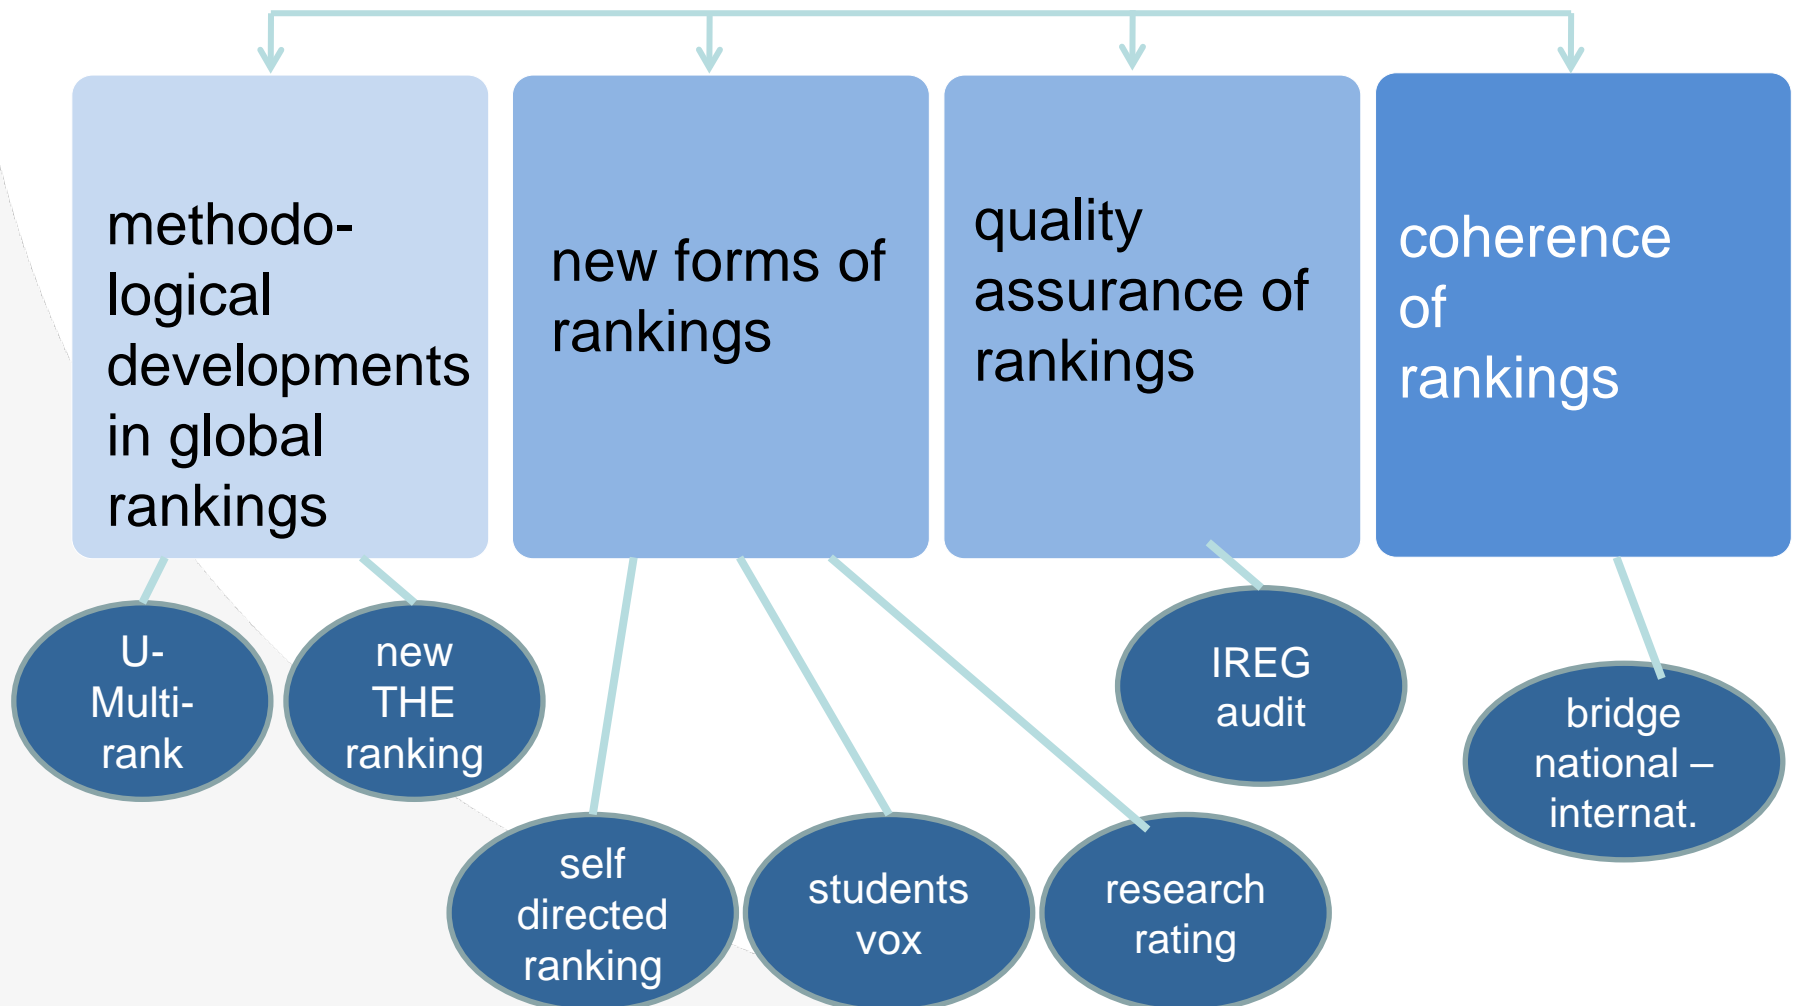 methodo-
logical
developments
in global
rankings
new forms of
rankings
quality
assurance of
rankings
coherence
of
rankings
U-
Multi-
rank
new
THE
ranking
self
directed
ranking
students
vox
research
rating
IREG
audit
bridge
national –
internat.